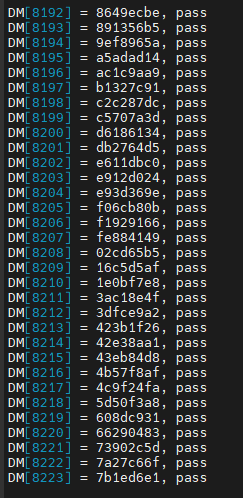 DM[8192] = 8649ecbe, pass
DM[8193] = 891356b5, pass
DM[8194] = 9ef8965a, pass
DM[8195] = a5adad14, pass
DM[8196] = ac1c9aa9, pass
DM[8197] = b1327c91, pass
DM[8198] = c2c287dc, pass
DM[8199] = c5707a3d, pass
DM[8200] = d6186134, pass
DM[8201] = db2764d5, pass
DM[8202] = e611dbc0, pass
DM[8203] = e912d024, pass
DM[8204] = e93d369e, pass
DM[8205] = f06cb80b, pass
DM[8206] = f1929166, pass
DM[8207] = fe884149, pass
DM[8208] = 02cd65b5, pass
DM[8209] = 16c5d5af, pass
DM[8210] = 1e0bf7e8, pass
DM[8211] = 3ac18e4f, pass
DM[8212] = 3dfce9a2, pass
DM[8213] = 423b1f26, pass
DM[8214] = 42e38aa1, pass
DM[8215] = 43eb84d8, pass
DM[8216] = 4b57f8af, pass
DM[8217] = 4c9f24fa, pass
DM[8218] = 5d50f3a8, pass
DM[8219] = 608dc931, pass
DM[8220] = 66290483, pass
DM[8221] = 73902c5d, pass
DM[8222] = 7a27c66f, pass
DM[8223] = 7b1ed6e1, pass